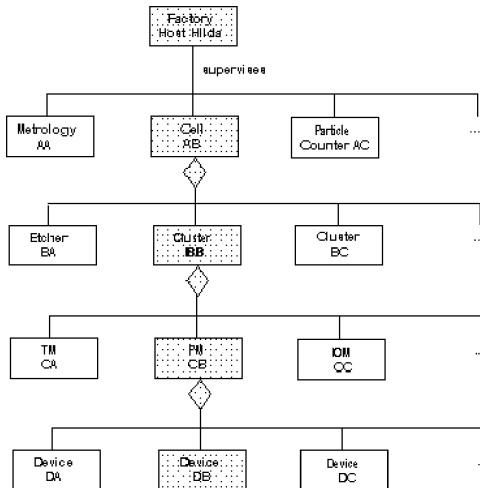 Factory
Host Hilda
supervises
Metrology
AA
Cell
AB
Particle
Counter AC
...
Etcher
BA
Cluster
BB
Cluster
BC
...
TM
CA
PM
CB
IOM
CC
...
Device
DA
Device
DB
Device
DC
...